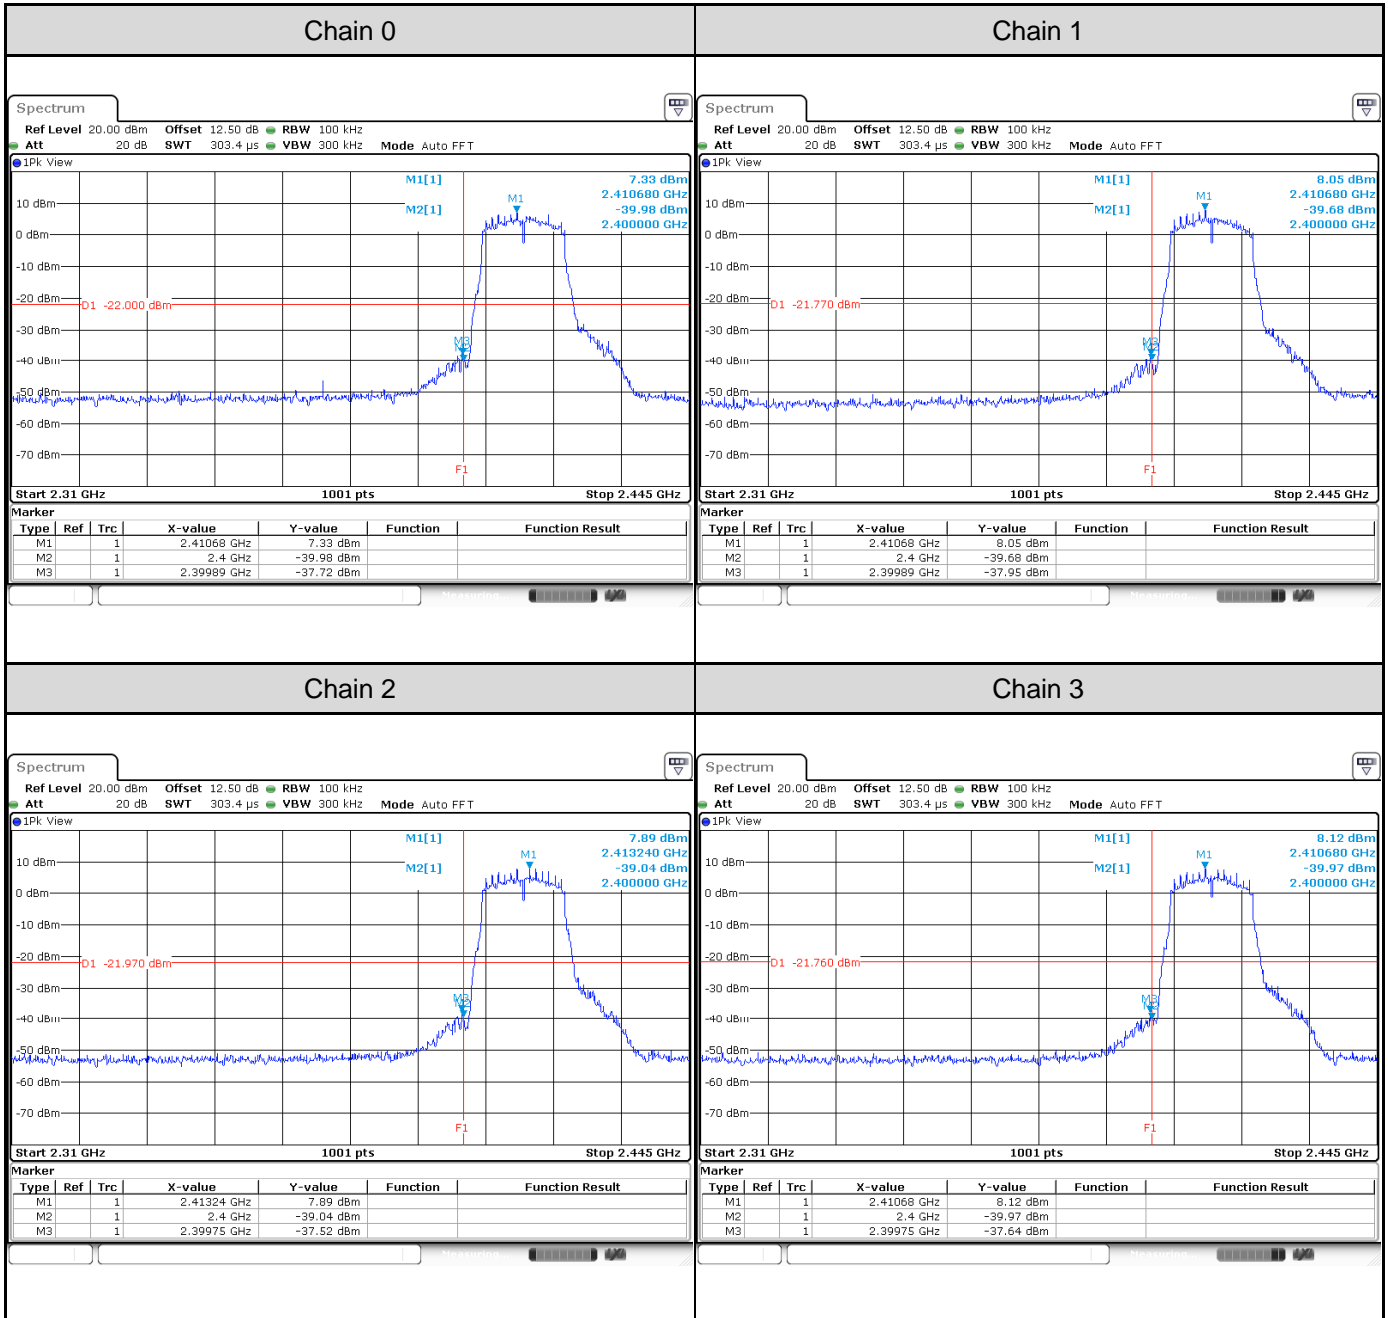 Chain 0
Spectrum
Ref Level 20.00 dBm Offset 12.50 dB RBW 100 kHz
Att 20 dB SWT 303.4 µs VBW 300 kHz Mode Auto FFT
1Pk View
M1[1] 7.33 dBm
2.410680 GHz
M2[1] -39.98 dBm
2.400000 GHz
M1
10 dBm
0 dBm
-10 dBm
-20 dBm
D1 -22.000 dBm
-30 dBm
M3
-40 dBm
-50 dBm
-60 dBm
-70 dBm
F1
Start 2.31 GHz 1001 pts Stop 2.445 GHz
Marker
Type Ref Trc X-value Y-value Function Function Result
M1 1 2.41068 GHz 7.33 dBm
M2 1 2.4 GHz -39.98 dBm
M3 1 2.39989 GHz -37.72 dBm
Measuring...
Chain 1
Spectrum
Ref Level 20.00 dBm Offset 12.50 dB RBW 100 kHz
Att 20 dB SWT 303.4 µs VBW 300 kHz Mode Auto FFT
1Pk View
M1[1] 8.05 dBm
2.410680 GHz
M2[1] -39.68 dBm
2.400000 GHz
M1
10 dBm
0 dBm
-10 dBm
-20 dBm
D1 -21.770 dBm
-30 dBm
M3
-40 dBm
-50 dBm
-60 dBm
-70 dBm
F1
Start 2.31 GHz 1001 pts Stop 2.445 GHz
Marker
Type Ref Trc X-value Y-value Function Function Result
M1 1 2.41068 GHz 8.05 dBm
M2 1 2.4 GHz -39.68 dBm
M3 1 2.39989 GHz -37.95 dBm
Measuring...
Chain 2
Spectrum
Ref Level 20.00 dBm Offset 12.50 dB RBW 100 kHz
Att 20 dB SWT 303.4 µs VBW 300 kHz Mode Auto FFT
1Pk View
M1[1] 7.89 dBm
2.413240 GHz
M2[1] -39.04 dBm
2.400000 GHz
M1
10 dBm
0 dBm
-10 dBm
-20 dBm
D1 -21.970 dBm
-30 dBm
M3
-40 dBm
-50 dBm
-60 dBm
-70 dBm
F1
Start 2.31 GHz 1001 pts Stop 2.445 GHz
Marker
Type Ref Trc X-value Y-value Function Function Result
M1 1 2.41324 GHz 7.89 dBm
M2 1 2.4 GHz -39.04 dBm
M3 1 2.39975 GHz -37.52 dBm
Measuring...
Chain 3
Spectrum
Ref Level 20.00 dBm Offset 12.50 dB RBW 100 kHz
Att 20 dB SWT 303.4 µs VBW 300 kHz Mode Auto FFT
1Pk View
M1[1] 8.12 dBm
2.410680 GHz
M2[1] -39.97 dBm
2.400000 GHz
M1
10 dBm
0 dBm
-10 dBm
-20 dBm
D1 -21.760 dBm
-30 dBm
M3
-40 dBm
-50 dBm
-60 dBm
-70 dBm
F1
Start 2.31 GHz 1001 pts Stop 2.445 GHz
Marker
Type Ref Trc X-value Y-value Function Function Result
M1 1 2.41068 GHz 8.12 dBm
M2 1 2.4 GHz -39.97 dBm
M3 1 2.39975 GHz -37.64 dBm
Measuring...